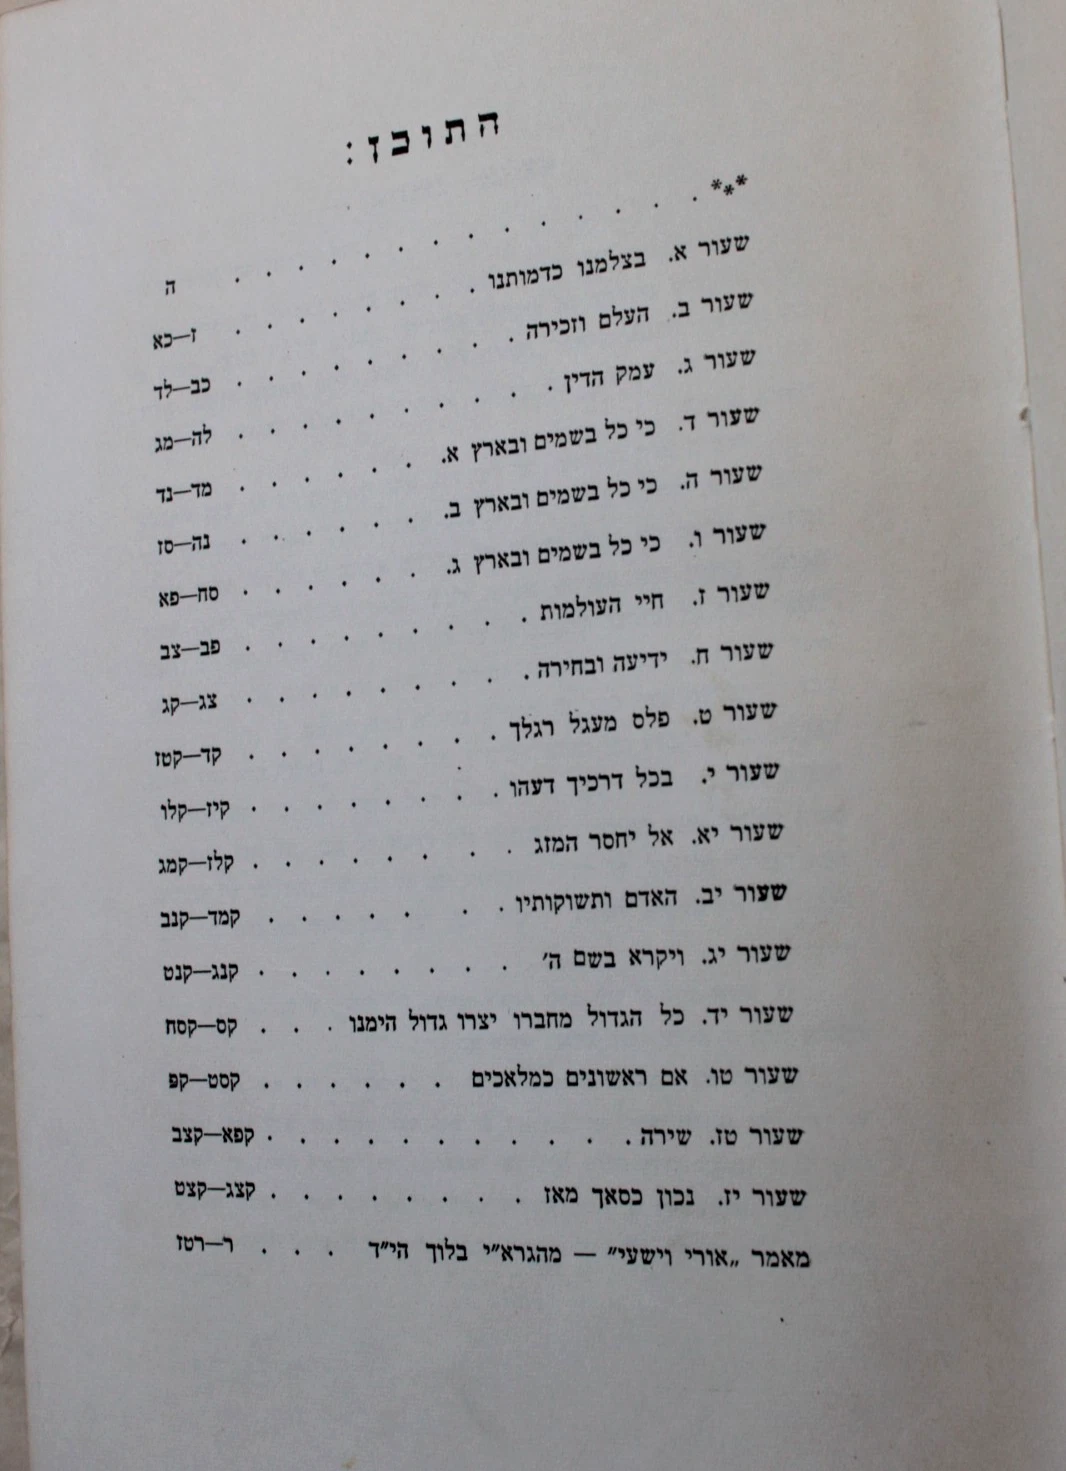 התוכן:
*** . . . . . . . . . . . . . . ה
שעור א. בצלמנו כדמותנו . . . . . . . . ז—כא
שעור ב. העלם וזכירה . . . . . . . . . כב—לד
שעור ג. עמק הדין . . . . . . . . . . לה—מג
שעור ד. כי כל בשמים ובארץ א. . . . . . . מד—נד
שעור ה. כי כל בשמים ובארץ ב. . . . . . . נה—סז
שעור ו. כי כל בשמים ובארץ ג. . . . . . . סח—פא
שעור ז. חיי העולמות . . . . . . . . . פב—צב
שעור ח. ידיעה ובחירה . . . . . . . . . צג—קג
שעור ט. פלס מעגל רגלך . . . . . . . . קד—קטז
שעור י. בכל דרכיך דעהו . . . . . . . . קיז—קלו
שעור יא. אל יחסר המזג . . . . . . . . קלז—קמג
שעור יב. האדם ותשוקותיו . . . . . . . קמד—קנב
שעור יג. ויקרא בשם ה׳ . . . . . . . . קנג—קנט
שעור יד. כל הגדול מחברו יצרו גדול הימנו . . . קס—קסח
שעור טו. אם ראשונים כמלאכים . . . . . . קסט—קפ
שעור טז. שירה . . . . . . . . . . . קפא—קצב
שעור יז. נכון כסאך מאז . . . . . . . . קצג—קצט
מאמר „אורי וישעי״ — מהגרא״י בלוך הי״ד . . . ר—רטז